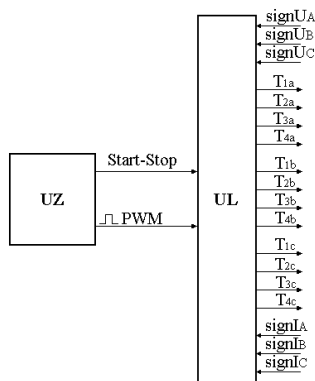 signUA
signUB
signUC
T1a
T2a
T3a
T4a
Start-Stop
UZ
UL
PWM
T1b
T2b
T3b
T4b
T1c
T2c
T3c
T4c
signIA
signIB
signIC